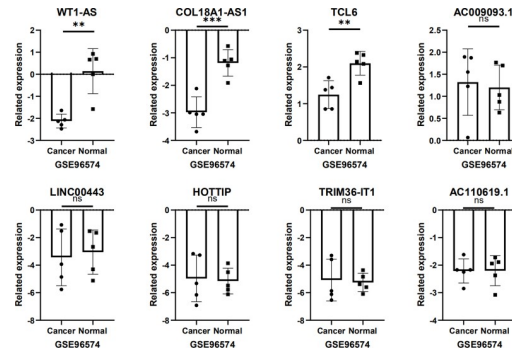 WT1-AS
**
Related expression
2
1
0
-1
-2
-3
Cancer Normal
GSE96574
COL18A1-AS1
***
Related expression
0
-1
-2
-3
-4
Cancer Normal
GSE96574
TCL6
**
Related expression
3
2
1
0
Cancer Normal
GSE96574
AC009093.1
ns
Related expression
2.5
2.0
1.5
1.0
0.5
0.0
Cancer Normal
GSE96574
LINC00443
ns
Related expression
0
-2
-4
-6
-8
Cancer Normal
GSE96574
HOTTIP
ns
Related expression
0
-2
-4
-6
-8
Cancer Normal
GSE96574
TRIM36-IT1
ns
Related expression
0
-2
-4
-6
-8
Cancer Normal
GSE96574
AC110619.1
ns
Related expression
0
-1
-2
-3
-4
Cancer Normal
GSE96574